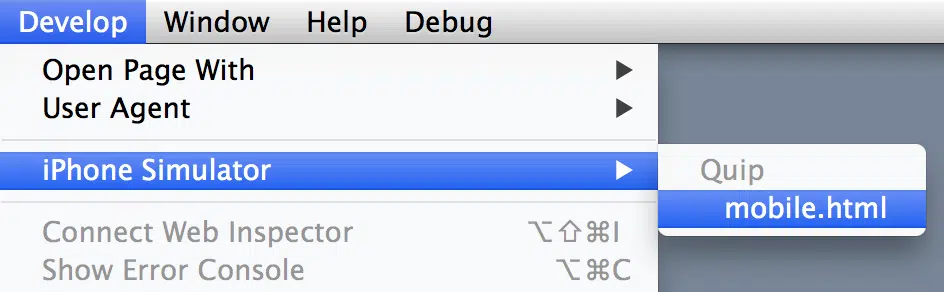 Develop Window Help Debug
Open Page With ▶
User Agent ▶
iPhone Simulator ▶
Quip
mobile.html
Connect Web Inspector ⌥⇧⌘I
Show Error Console ⌥⌘C